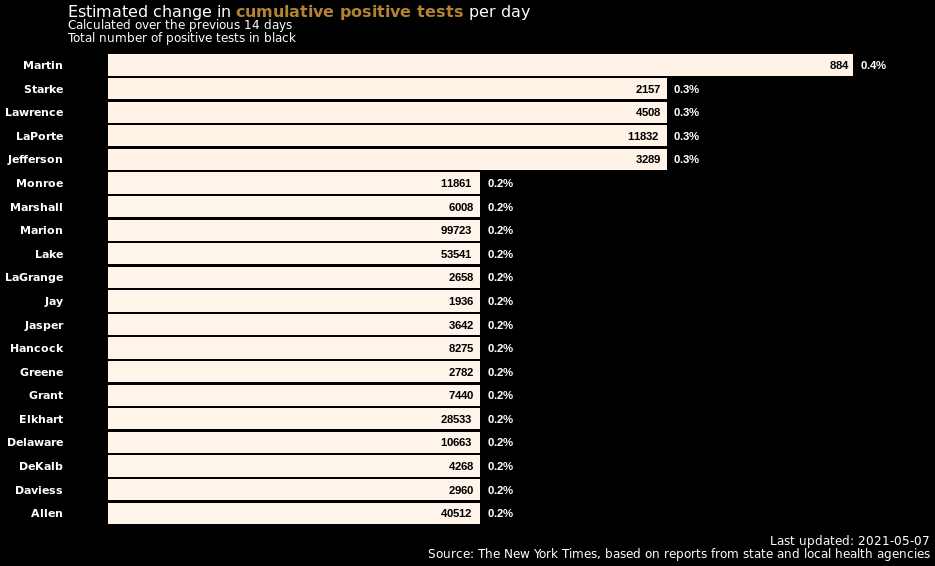 Estimated change in cumulative positive tests per day
Calculated over the previous 14 days
Total number of positive tests in black
Martin 884 0.4%
Starke 2157 0.3%
Lawrence 4508 0.3%
LaPorte 11832 0.3%
Jefferson 3289 0.3%
Monroe 11861 0.2%
Marshall 6008 0.2%
Marion 99723 0.2%
Lake 53541 0.2%
LaGrange 2658 0.2%
Jay 1936 0.2%
Jasper 3642 0.2%
Hancock 8275 0.2%
Greene 2782 0.2%
Grant 7440 0.2%
Elkhart 28533 0.2%
Delaware 10663 0.2%
DeKalb 4268 0.2%
Daviess 2960 0.2%
Allen 40512 0.2%
Last updated: 2021-05-07
Source: The New York Times, based on reports from state and local health agencies